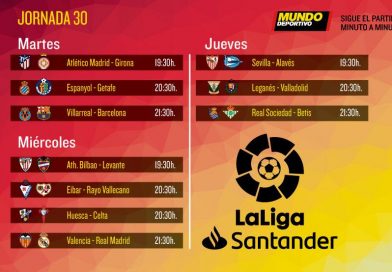 JORNADA 30
MUNDO
DEPORTIVO
SIGUE EL PARTI
MINUTO A MINU
Martes
Atlético Madrid - Girona 19:30h.
Espanyol - Getafe 20:30h.
Villarreal - Barcelona 21:30h.
Miércoles
Ath. Bilbao - Levante 19:30h.
Eibar - Rayo Vallecano 20:30h.
Huesca - Celta 20:30h.
Valencia - Real Madrid 21:30h.
Jueves
Sevilla - Alavés 19:30h.
Leganés - Valladolid 20:30h.
Real Sociedad - Betis 21:30h.
LaLiga
Santander